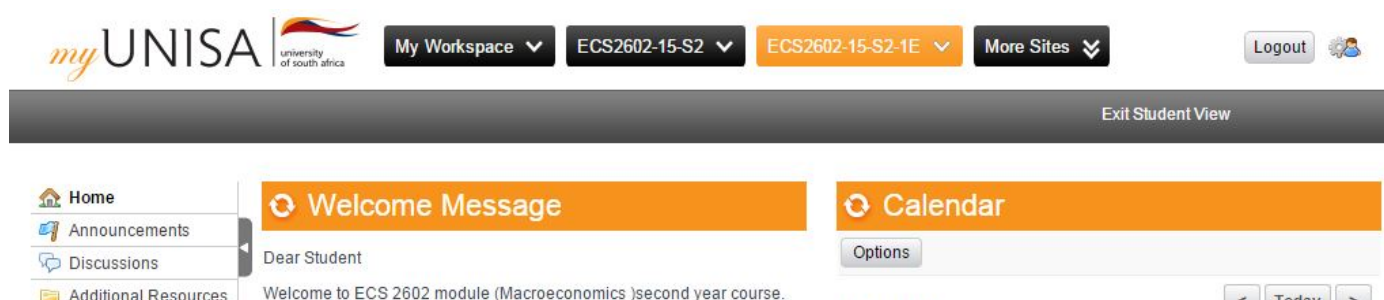 myUNISA university
of south africa
My Workspace ECS2602-15-S2 ECS2602-15-S2-1E More Sites Logout
Exit Student View
Home
Announcements
Discussions
Additional Resources
Welcome Message
Dear Student
Welcome to ECS 2602 module (Macroeconomics )second year course.
Calendar
Options
< Today >